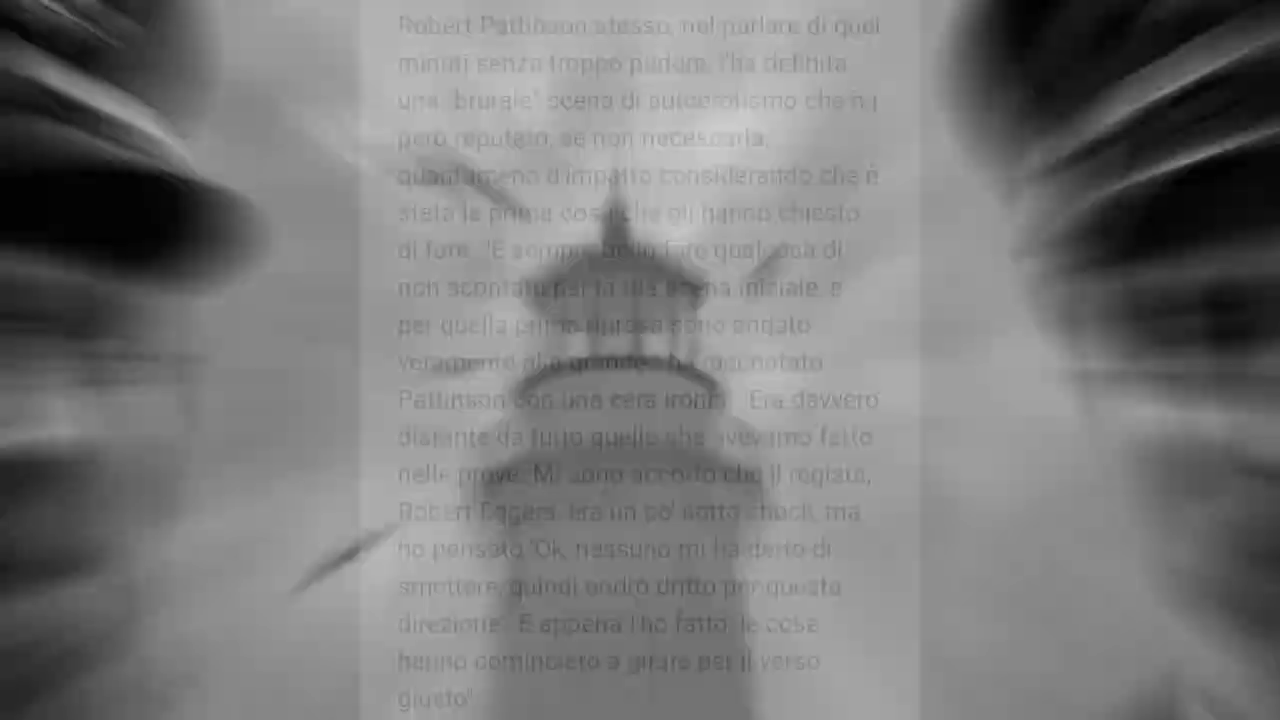 Robert Pattinson stesso, nel parlare di quei
minuti senza troppo pudore, l'ha definita
una "brutale" scena di autoerotismo che ha
però reputato, se non necessaria,
quantomeno d'impatto considerando che è
stata la prima cosa che gli hanno chiesto
di fare. "È sempre bello fare qualcosa di
non scontato per la tua scena iniziale, e
per quella prima ripresa sono andato
veramente alla grande" ha raccontato
Pattinson con una certa ironia. "Era davvero
distante da tutto quello che avevamo fatto
nelle prove. Mi sono accorto che il regista,
Robert Eggers, era un po' sotto shock, ma
ho pensato 'Ok, nessuno mi ha detto di
smettere, quindi andrò dritto per questa
direzione'. E appena l'ho fatto, le cose
hanno cominciato a girare per il verso
giusto"